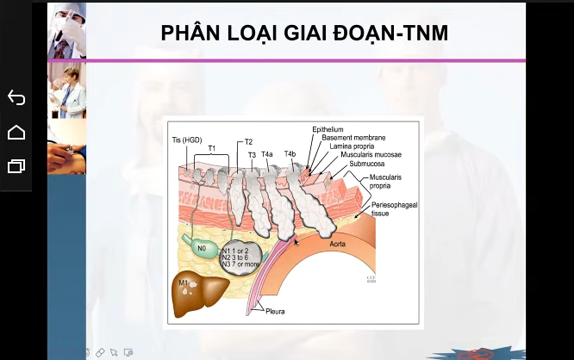 PHÂN LOẠI GIAI ĐOẠN-TNM
Epithelium
Basement membrane
Lamina propria
Muscularis mucosae
Submucosa
Tis (HGD)
T1
T2
T3
T4a
T4b
Muscularis
propria
Periesophageal
tissue
N0
N1 1 or 2
N2 3 to 6
N3 7 or more
Aorta
M1
Pleura